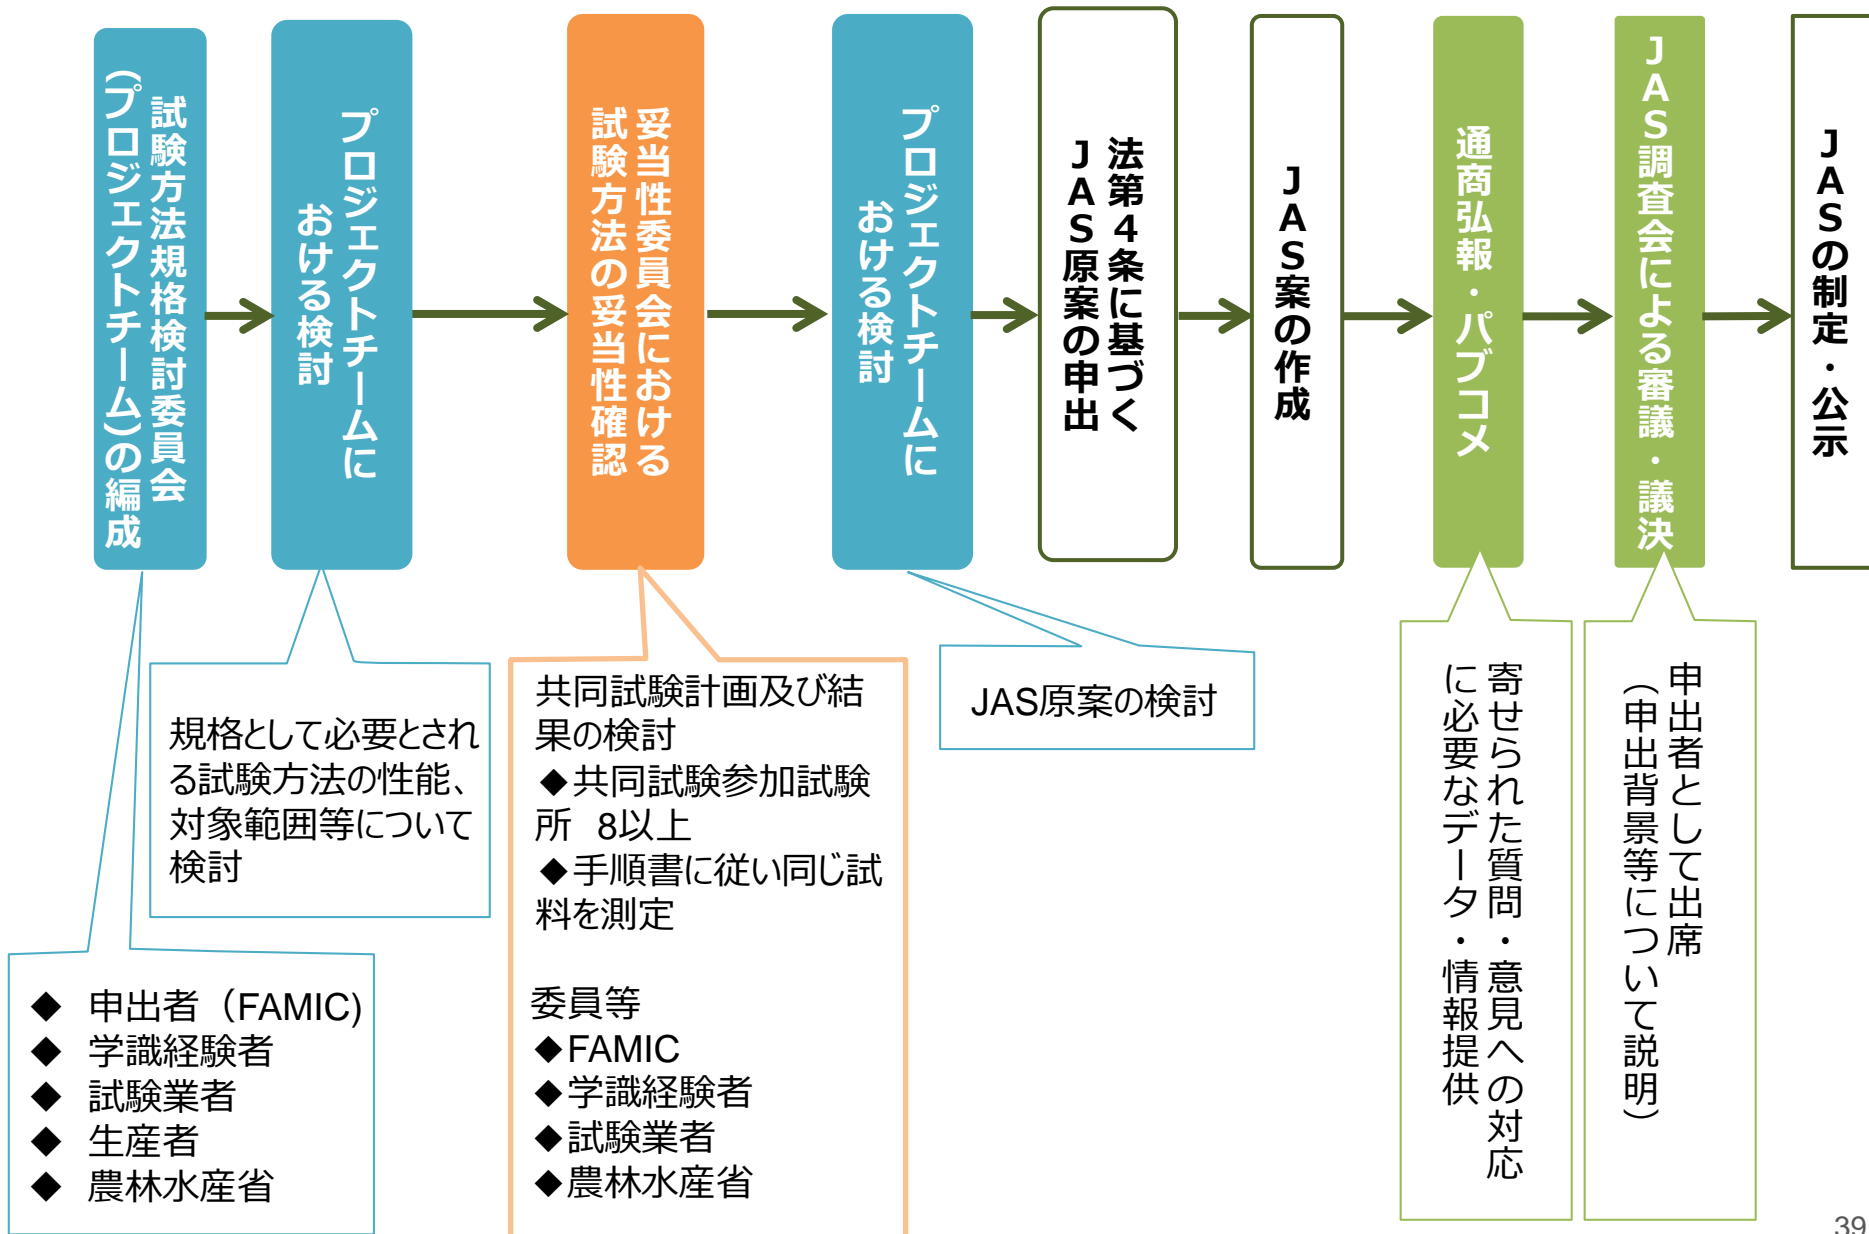 試験方法規格検討委員会
(プロジェクトチーム)の編成
プロジェクトチームに
おける検討
妥当性委員会における
試験方法の妥当性確認
プロジェクトチームに
おける検討
法第４条に基づく
ＪＡＳ原案の申出
ＪＡＳ案の作成
通商弘報・パブコメ
ＪＡＳ調査会による審議・議決
ＪＡＳの制定・公示
◆ 申出者（FAMIC)
◆ 学識経験者
◆ 試験業者
◆ 生産者
◆ 農林水産省
規格として必要とされ
る試験方法の性能、
対象範囲等について
検討
共同試験計画及び結
果の検討
◆共同試験参加試験
所 8以上
◆手順書に従い同じ試
料を測定
委員等
◆FAMIC
◆学識経験者
◆試験業者
◆農林水産省
JAS原案の検討
寄せられた質問・意見への対応
に必要なデータ・情報提供
申出者として出席
（申出背景等について説明）
39